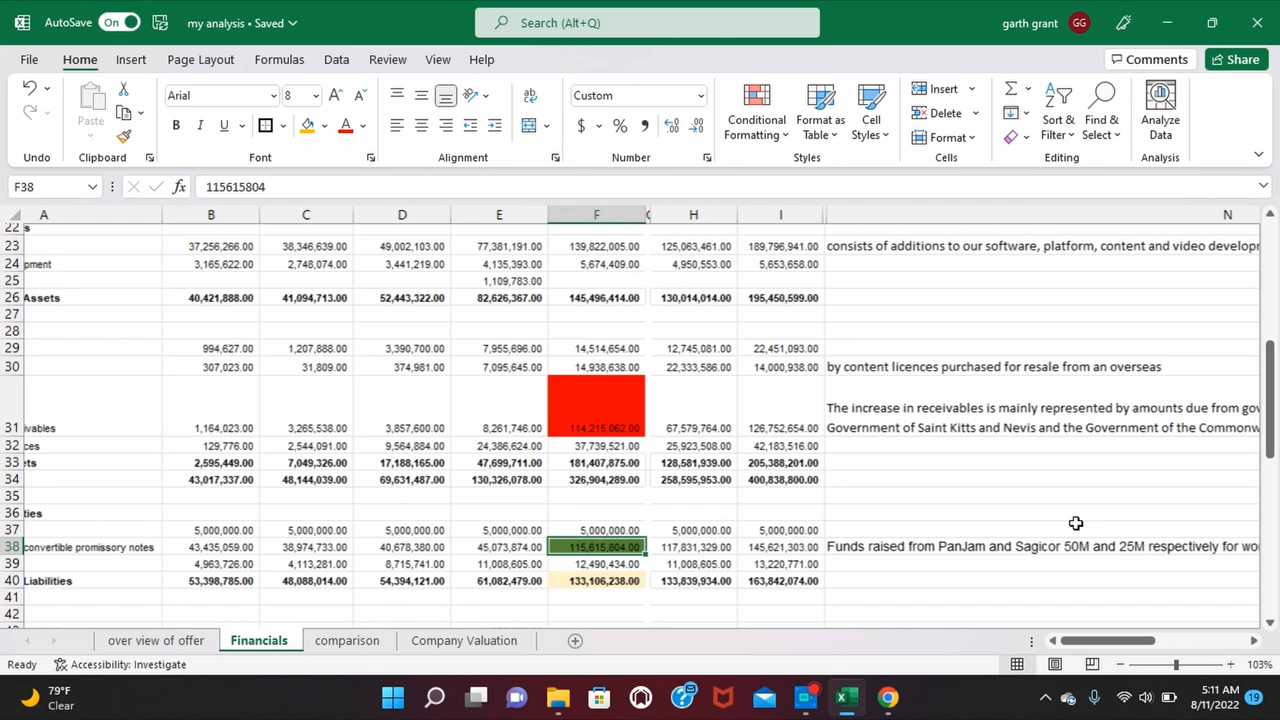 AutoSave On my analysis • Saved Search (Alt+Q) garth grant GG
File Home Insert Page Layout Formulas Data Review View Help Comments Share
Arial 8 Custom Insert
Paste B I U A $ % Conditional Formatting Format as Table Cell Styles Delete Sort & Filter Find & Select Analyze Data
Format
Undo Clipboard Font Alignment Number Styles Cells Editing Analysis
F38 fx 115615804
A B C D E F H I N
22 s
23 37,256,266.00 38,346,639.00 49,002,103.00 77,381,191.00 139,822,005.00 125,063,461.00 189,796,941.00 consists of additions to our software, platform, content and video
24 pment 3,165,622.00 2,748,074.00 3,441,219.00 4,135,393.00 5,674,409.00 4,950,553.00 5,653,658.00
25 1,109,783.00
26 Assets 40,421,888.00 41,094,713.00 52,443,322.00 82,626,367.00 145,496,414.00 130,014,014.00 195,450,599.00
27
28
29 994,627.00 1,207,888.00 3,390,700.00 7,955,696.00 14,514,654.00 12,745,081.00 22,451,093.00
30 307,023.00 31,809.00 374,981.00 7,095,645.00 14,938,638.00 22,333,586.00 14,000,938.00 by content licences purchased for resale from an overseas
The increase in receivables is mainly represented by amounts due from gov
31 ivables 1,164,023.00 3,265,538.00 3,857,600.00 8,261,746.00 114,215,062.00 67,579,764.00 126,752,654.00 Government of Saint Kitts and Nevis and the Government of the Commonw
32 ces 129,776.00 2,544,091.00 9,564,884.00 24,386,624.00 37,739,521.00 25,923,508.00 42,183,516.00
33 ets 2,595,449.00 7,049,326.00 17,188,165.00 47,699,711.00 181,407,875.00 128,581,939.00 205,388,201.00
34 43,017,337.00 48,144,039.00 69,631,487.00 130,326,078.00 326,904,289.00 258,595,953.00 400,838,800.00
35
36 ties
37 5,000,000.00 5,000,000.00 5,000,000.00 5,000,000.00 5,000,000.00 5,000,000.00 5,000,000.00
38 convertible promissory notes 43,435,059.00 38,974,733.00 40,678,380.00 45,073,874.00 115,615,804.00 117,831,329.00 145,621,303.00 Funds raised from PanJam and Sagicor 50M and 25M respectively for wo
39 4,963,726.00 4,113,281.00 8,715,741.00 11,008,605.00 12,490,434.00 11,008,605.00 13,220,771.00
40 Liabilities 53,398,785.00 48,088,014.00 54,394,121.00 61,082,479.00 133,106,238.00 133,839,934.00 163,842,074.00
41
42
over view of offer Financials comparison Company Valuation
Ready Accessibility: Investigate 103%
79°F
Clear
5:11 AM
8/11/2022
19